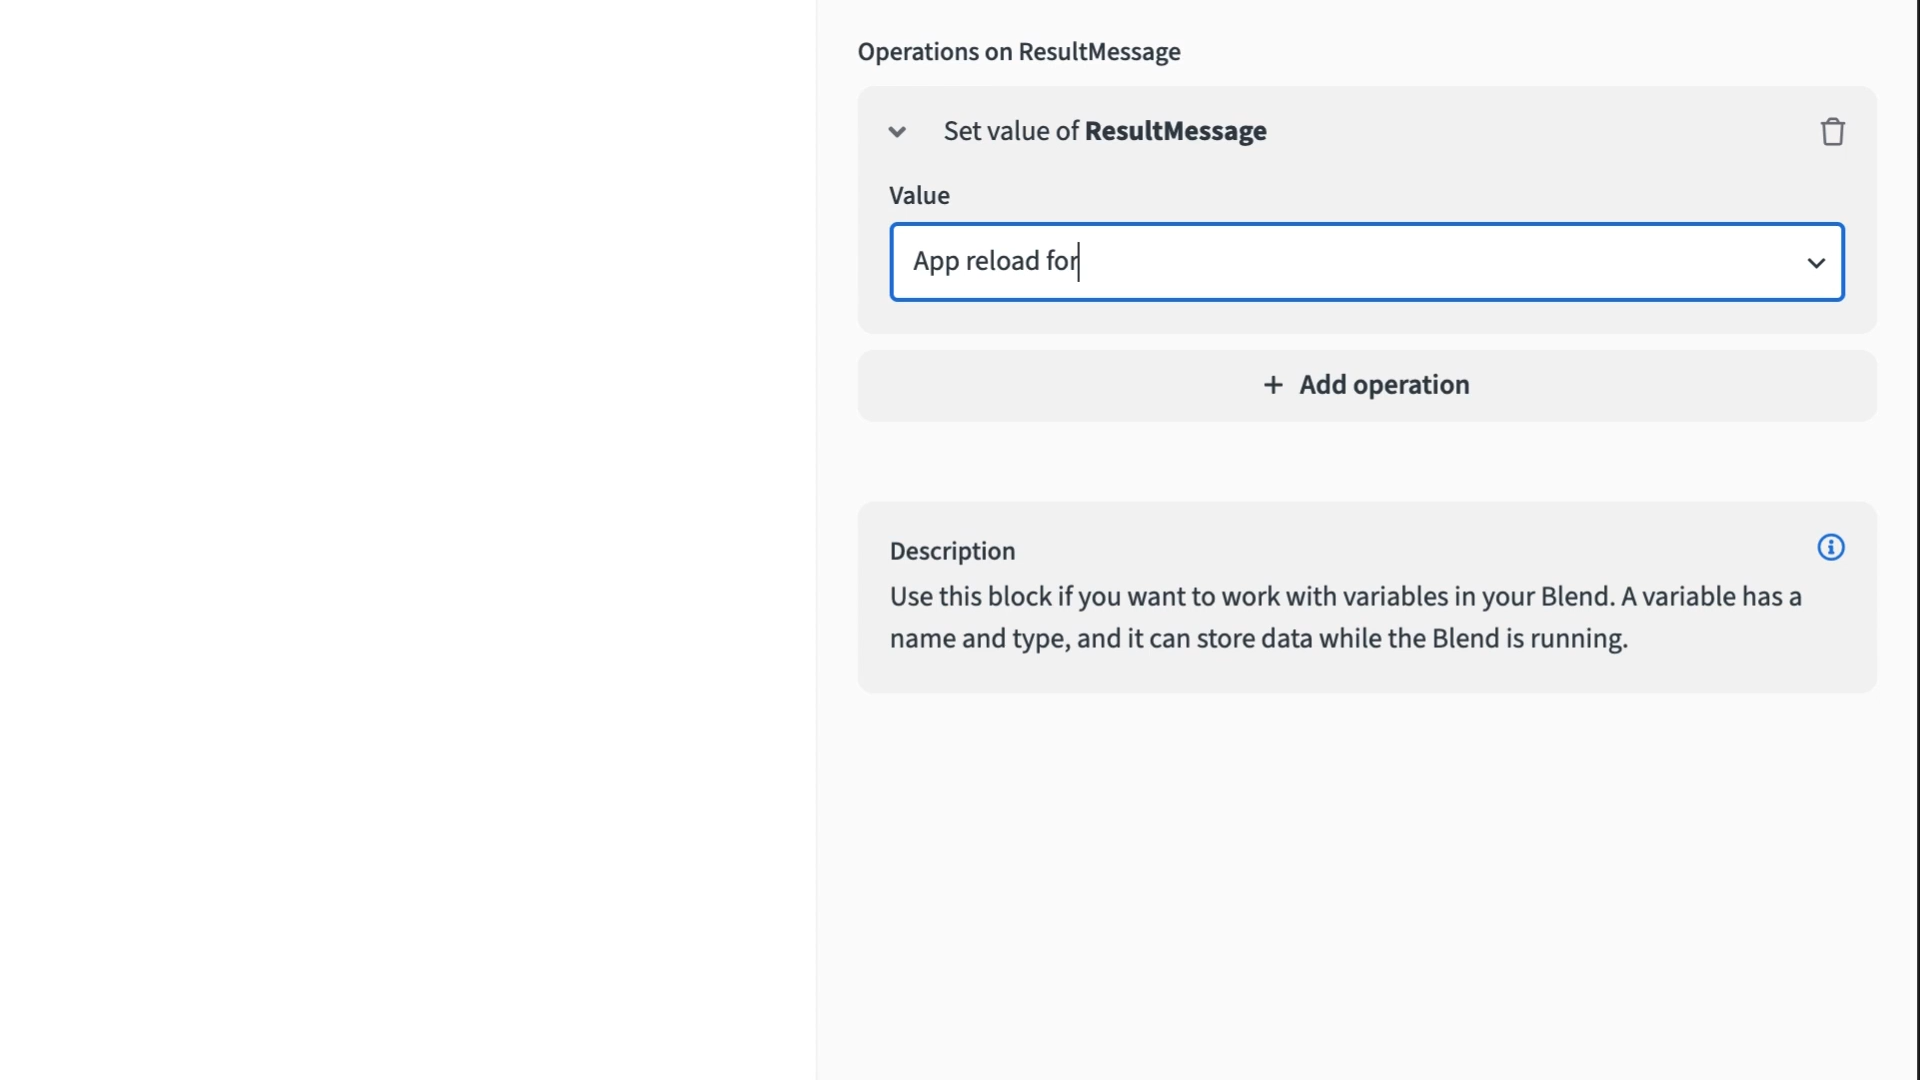 Operations on ResultMessage
Set value of ResultMessage
Value
App reload for
+ Add operation
Description
Use this block if you want to work with variables in your Blend. A variable has a
name and type, and it can store data while the Blend is running.